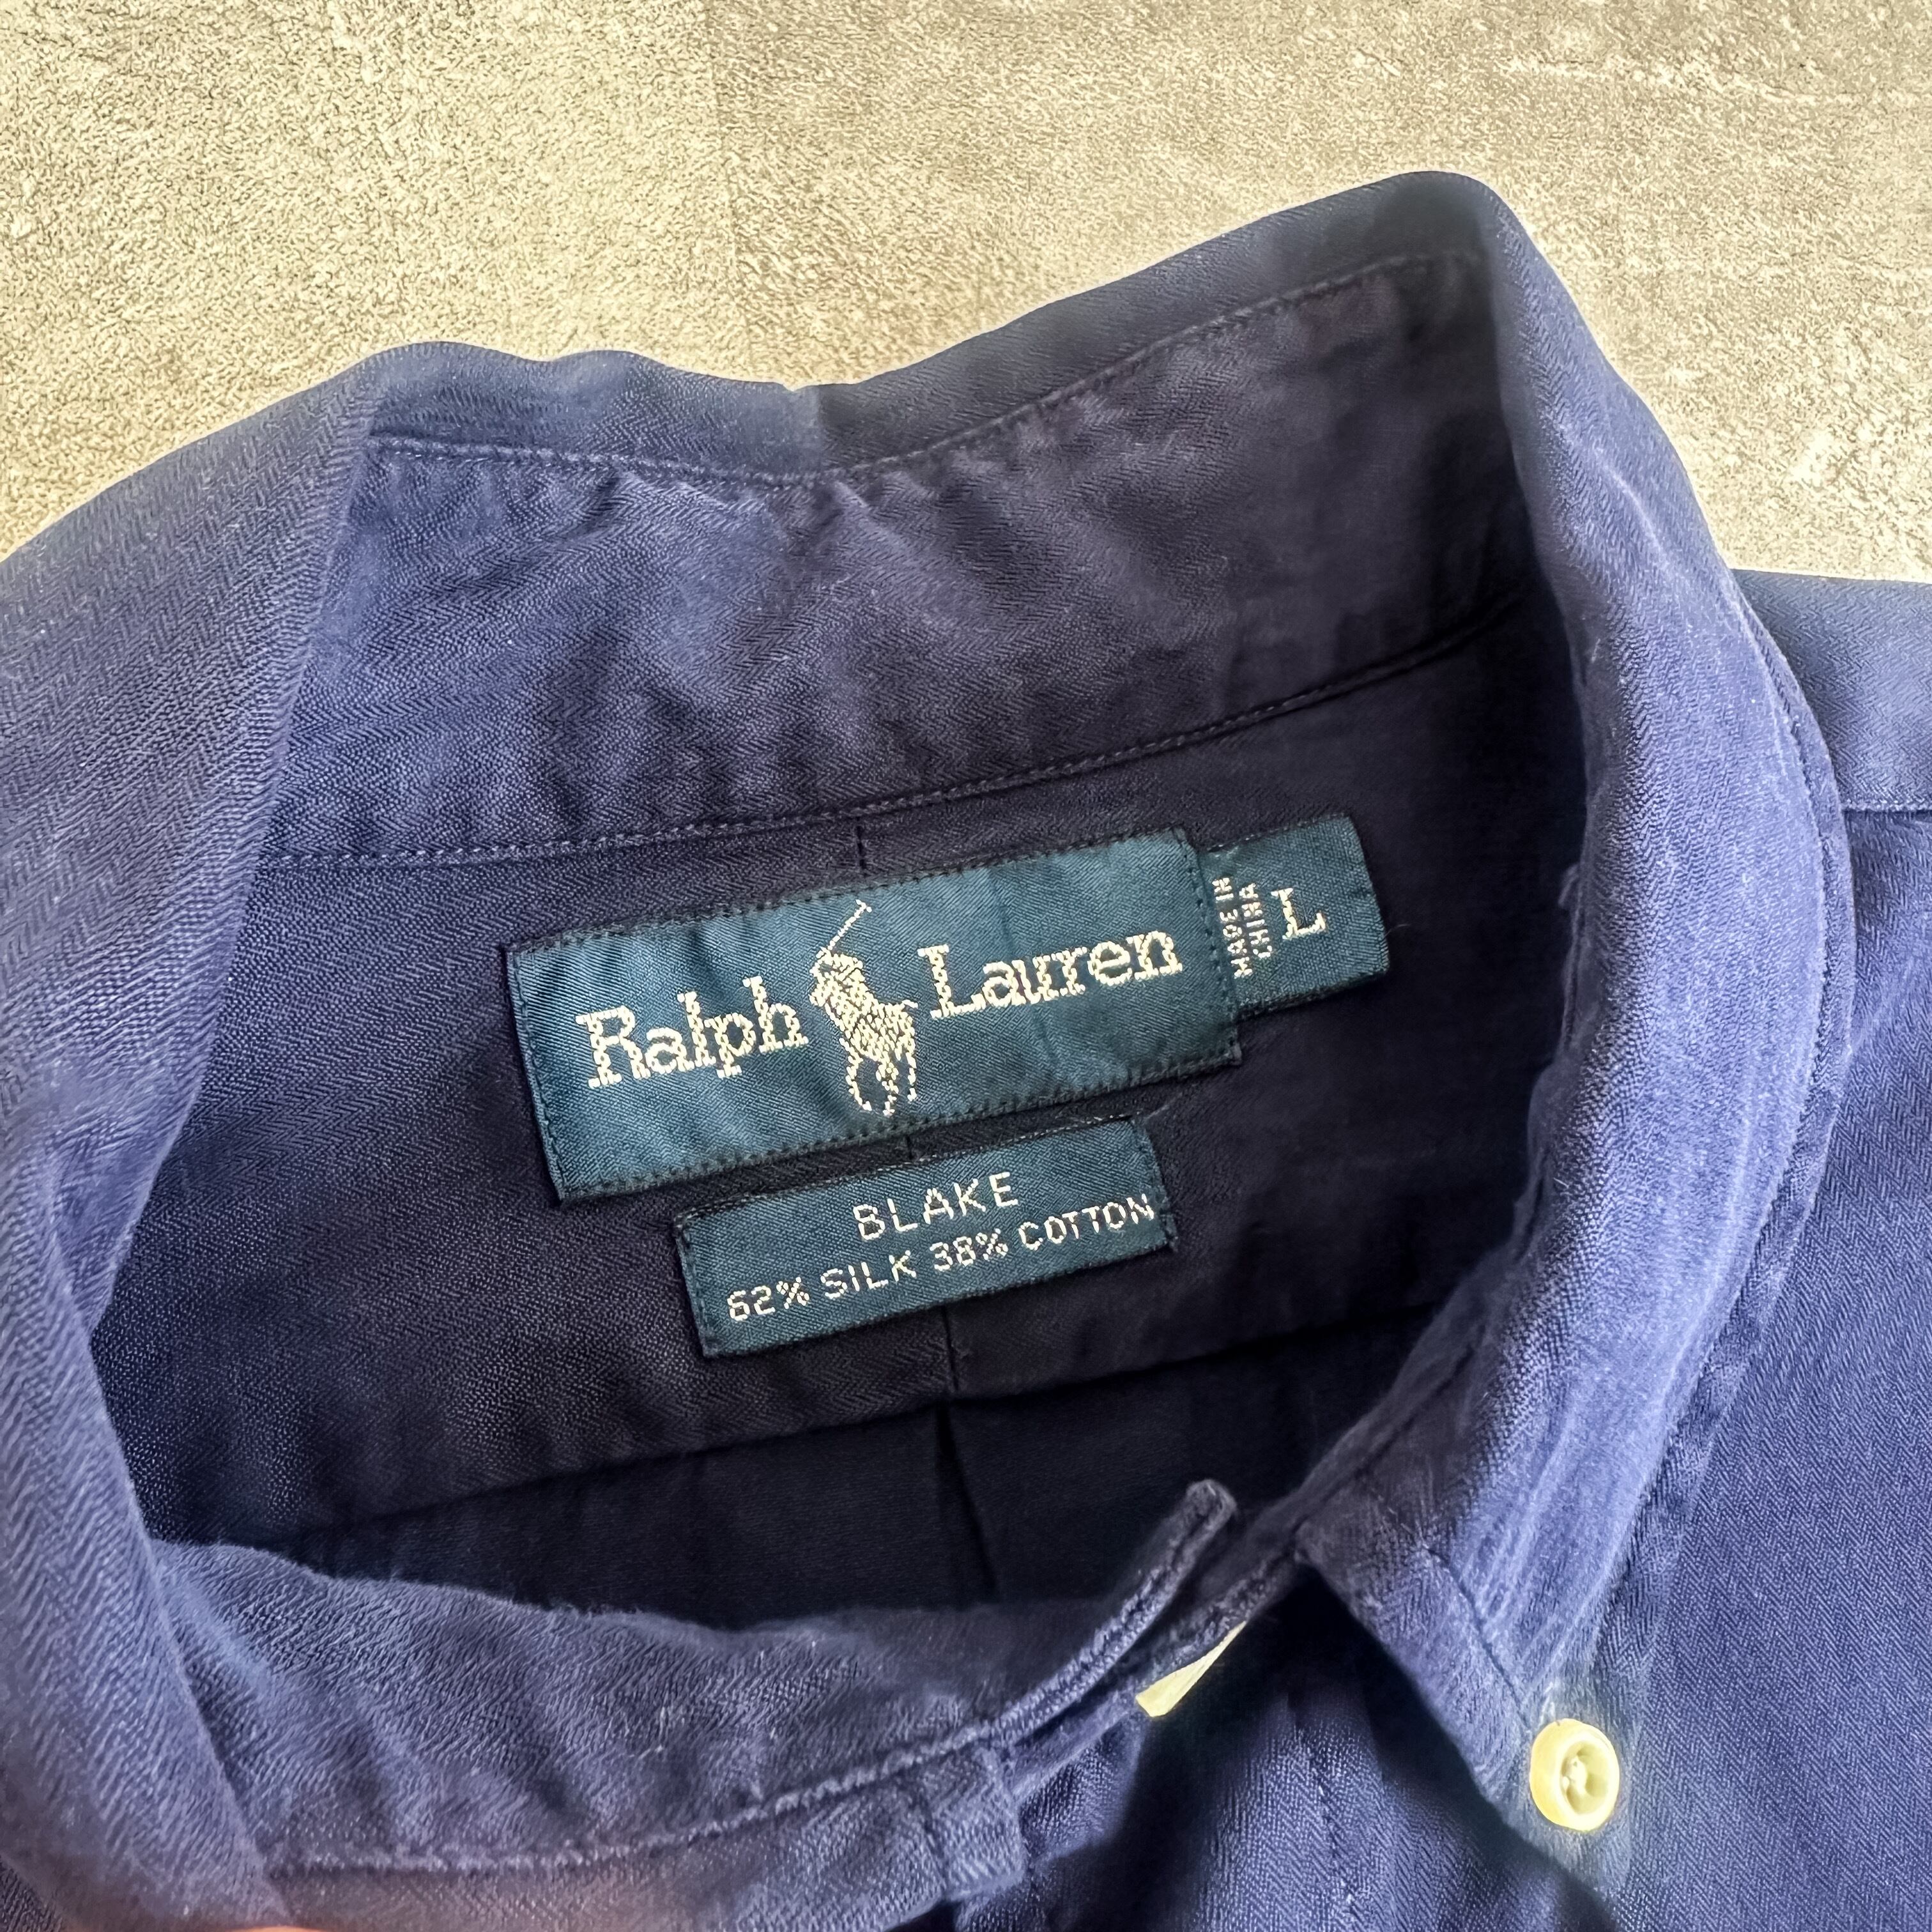 Ralph Lauren
MADE IN
CHINA
L
BLAKE
62% SILK 38% COTTON